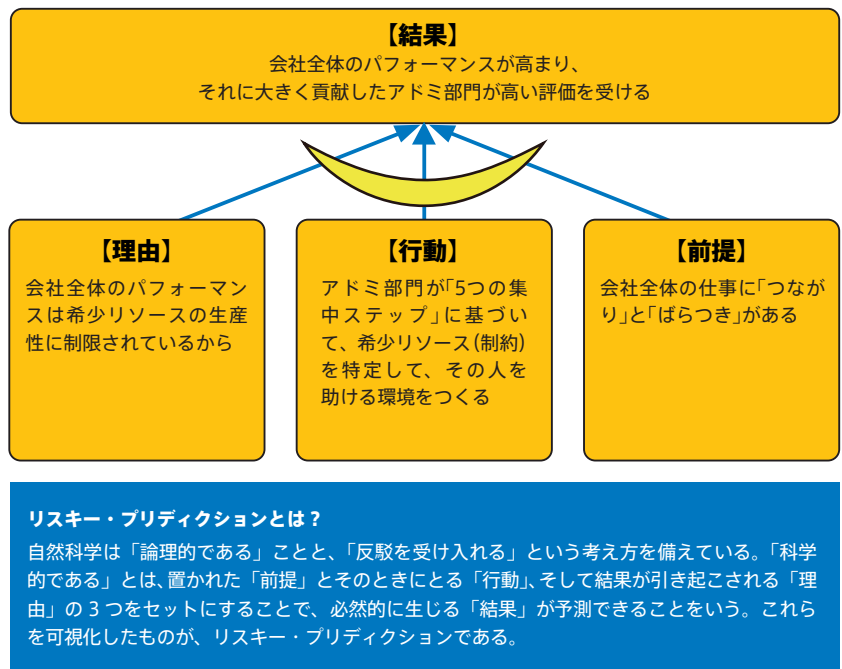 【結果】
会社全体のパフォーマンスが高まり、
それに大きく貢献したアドミ部門が高い評価を受ける
【理由】
会社全体のパフォーマン
スは希少リソースの生産
性に制限されているから
【行動】
アドミ部門が「5つの集
中ステップ」に基づい
て、希少リソース（制約）
を特定して、その人を
助ける環境をつくる
【前提】
会社全体の仕事に「つなが
り」と「ばらつき」がある
リスキー・プリディクションとは？
自然科学は「論理的である」ことと、「反駁を受け入れる」という考え方を備えている。「科学
的である」とは、置かれた「前提」とそのときにとる「行動」、そして結果が引き起こされる「理
由」の 3 つをセットにすることで、必然的に生じる「結果」が予測できることをいう。これら
を可視化したものが、リスキー・プリディクションである。